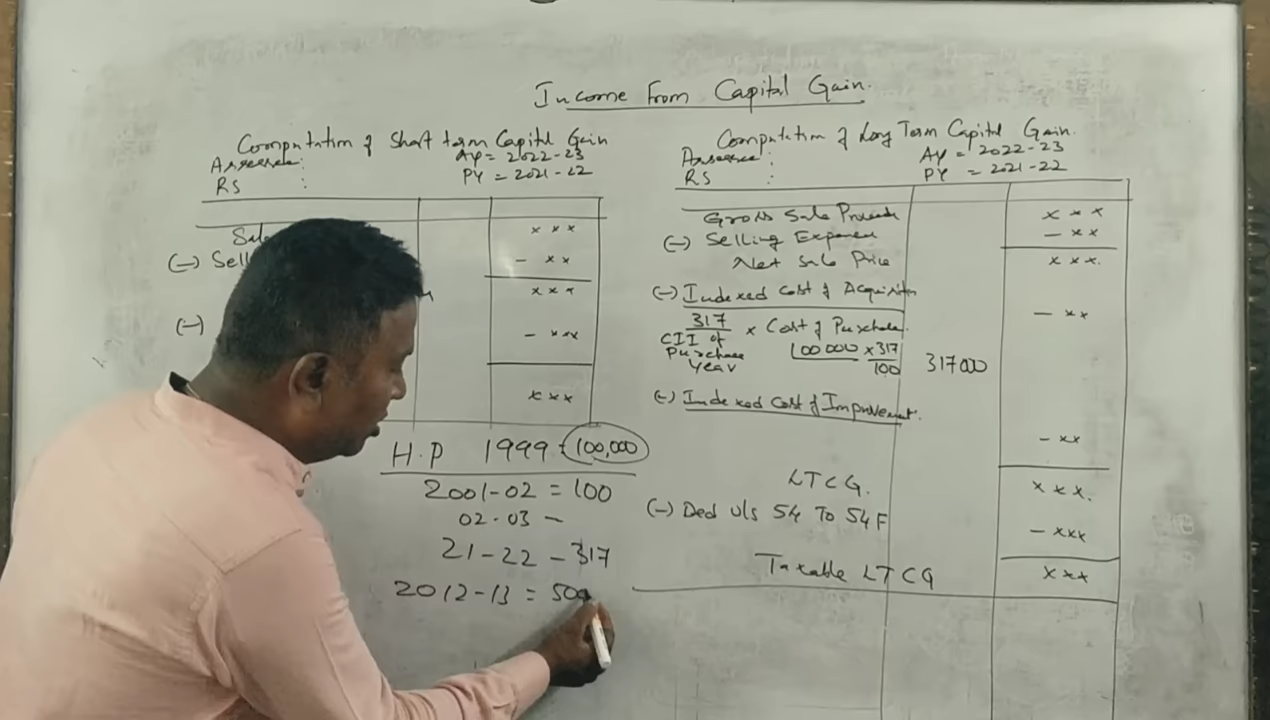 Income From Capital Gain.
Computation of Short term Capital Gain
AY = 2022-23
RS : PY = 2021-22
Sale
x x x
(-) Sell
- x x
x x x
(-)
- x x x
x x x
H.P 1999 - 100,000
2001-02 = 100
02-03 -
21-22 - 317
2012-13 = 500
Computation of Long Term Capital Gain.
AY = 2022-23
RS : PY = 2021-22
Gross Sale Proceeds x x x
(-) Selling Expenses - x x
Net Sale Price x x x.
(-) Indexed Cost of Acquisition
- x x
317 x Cost of Purchase.
CII of
Purchase 100000 x 317
Year 100 317000
(-) Indexed Cost of Improvement.
- x x
LTCG. x x x.
(-) Ded U/s 54 To 54F
- x x x
Taxable LTCG x x x